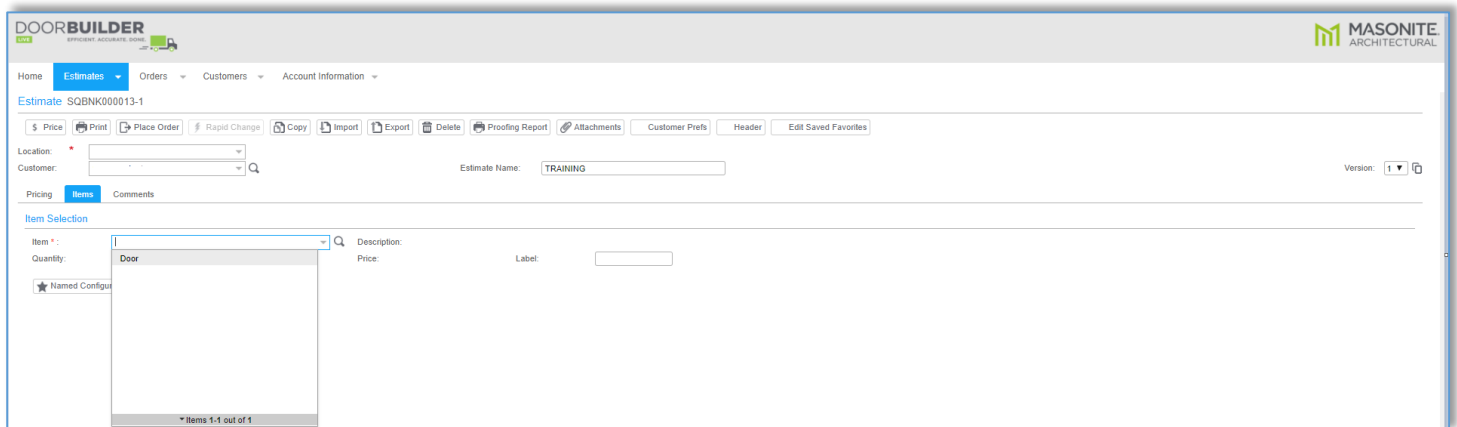 DOORBUILDER
LIVE EFFICIENT. ACCURATE. DONE.
MASONITE.
ARCHITECTURAL
Home Estimates Orders Customers Account Information
Estimate SQBNK000013-1
$ Price Print Place Order Rapid Change Copy Import Export Delete Proofing Report Attachments Customer Prefs Header Edit Saved Favorites
Location: *
Customer: Estimate Name: TRAINING Version: 1
Pricing Items Comments
Item Selection
Item * : Description:
Quantity: Door Price: Label:
Named Configur
Items 1-1 out of 1